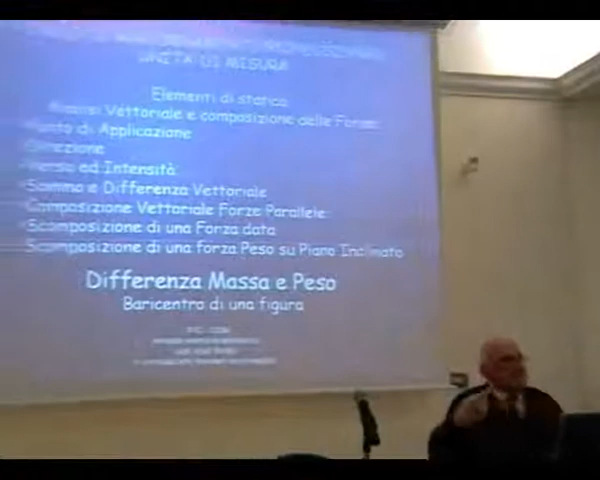 UNITA' DI MISURA
Elementi di statica
Analisi Vettoriale e composizione delle Forze:
Punto di Applicazione
Direzione
Verso ed Intensità:
Somma e Differenza Vettoriale
Composizione Vettoriale Forze Parallele:
Scomposizione di una Forza data
Scomposizione di una Forza Peso su Piano Inclinato
Differenza Massa e Peso
Baricentro di una figura